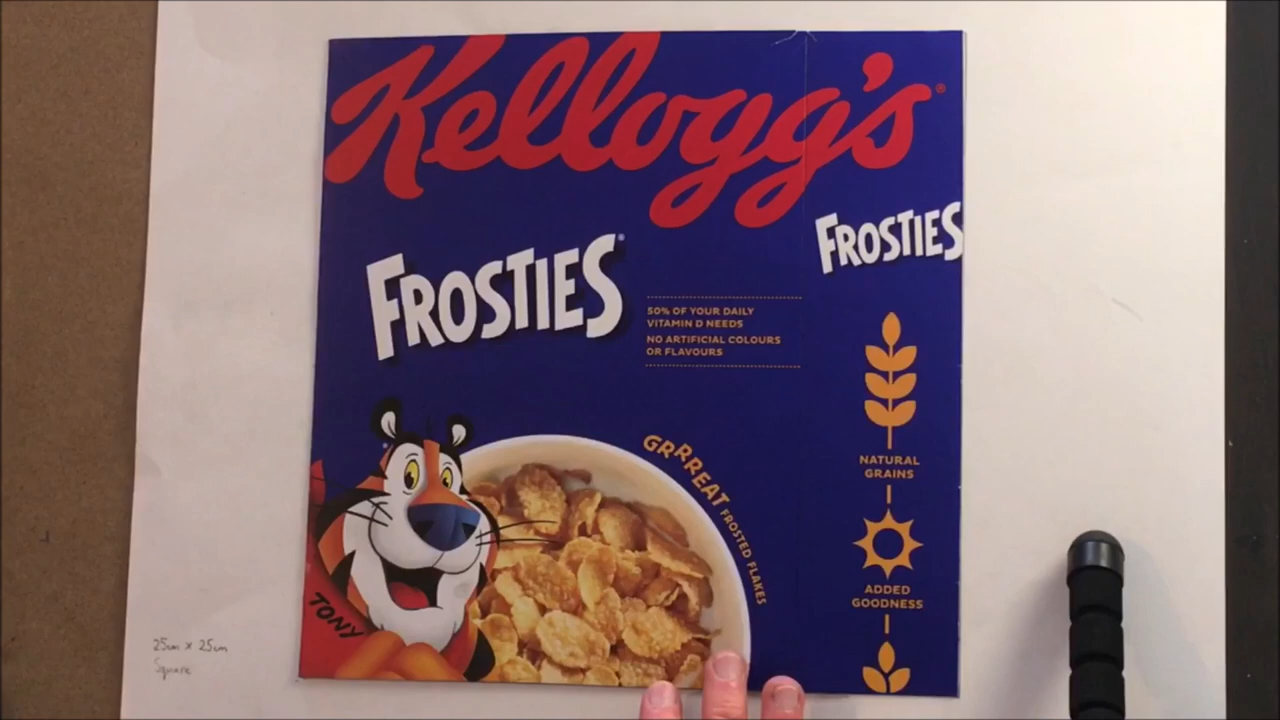 Kellogg's®
FROSTIES®
FROSTIES
50% OF YOUR DAILY
VITAMIN D NEEDS
NO ARTIFICIAL COLOURS
OR FLAVOURS
GRRREAT FROSTED FLAKES
NATURAL
GRAINS
ADDED
GOODNESS
TONY
25cm x 25cm
Square